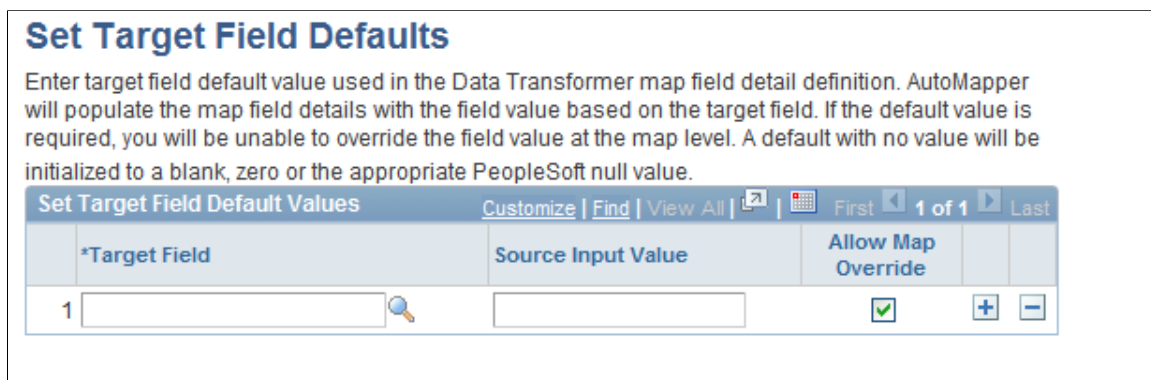 Set Target Field Defaults
Enter target field default value used in the Data Transformer map field detail definition. AutoMapper
will populate the map field details with the field value based on the target field. If the default value is
required, you will be unable to override the field value at the map level. A default with no value will be
initialized to a blank, zero or the appropriate PeopleSoft null value.
Set Target Field Default Values Customize | Find | View All | | First 1 of 1 Last
*Target Field Source Input Value Allow Map
Override
1